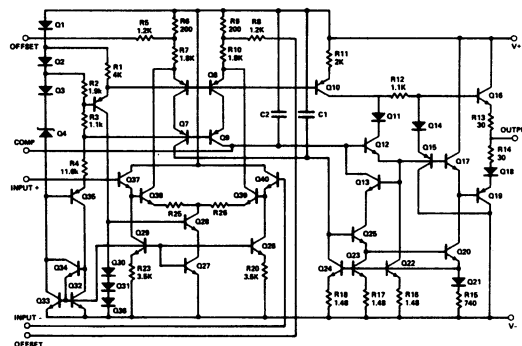 Q1
R5
1.2K
R6
200
R9
200
R8
1.2K
OFFSET
V+
R7
1.8K
R10
1.8K
R11
2K
Q2
R1
4K
Q3
R2
1.9k
Q8
Q10
R12
1.1K
Q16
R3
1.1k
C2
C1
Q11
Q14
R13
30
OUTPUT
Q4
Q7
Q9
COMP
Q12
Q15
Q17
R14
30
R4
11.6k
Q18
INPUT +
Q37
Q40
Q13
Q35
Q38
Q39
Q19
R25
R26
Q28
Q25
Q29
Q26
Q20
Q34
Q30
Q27
Q24
Q23
Q22
Q33
Q32
Q31
R23
3.5K
R20
3.5K
Q21
Q36
R18
1.48
R17
1.48
R16
1.48
R15
740
INPUT -
V-
OFFSET